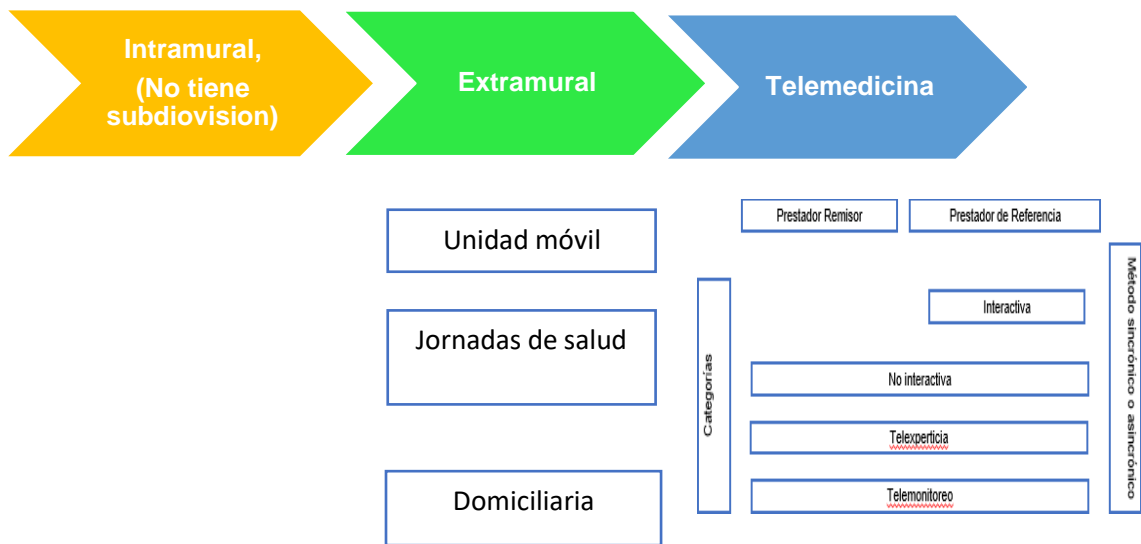 Intramural,
(No tiene
subdiovision)
Extramural
Telemedicina
Unidad móvil
Jornadas de salud
Domiciliaria
Prestador Remisor
Prestador de Referencia
Categorías
Interactiva
No interactiva
Telexperticia
Telemonitoreo
Método sincrónico o asincrónico